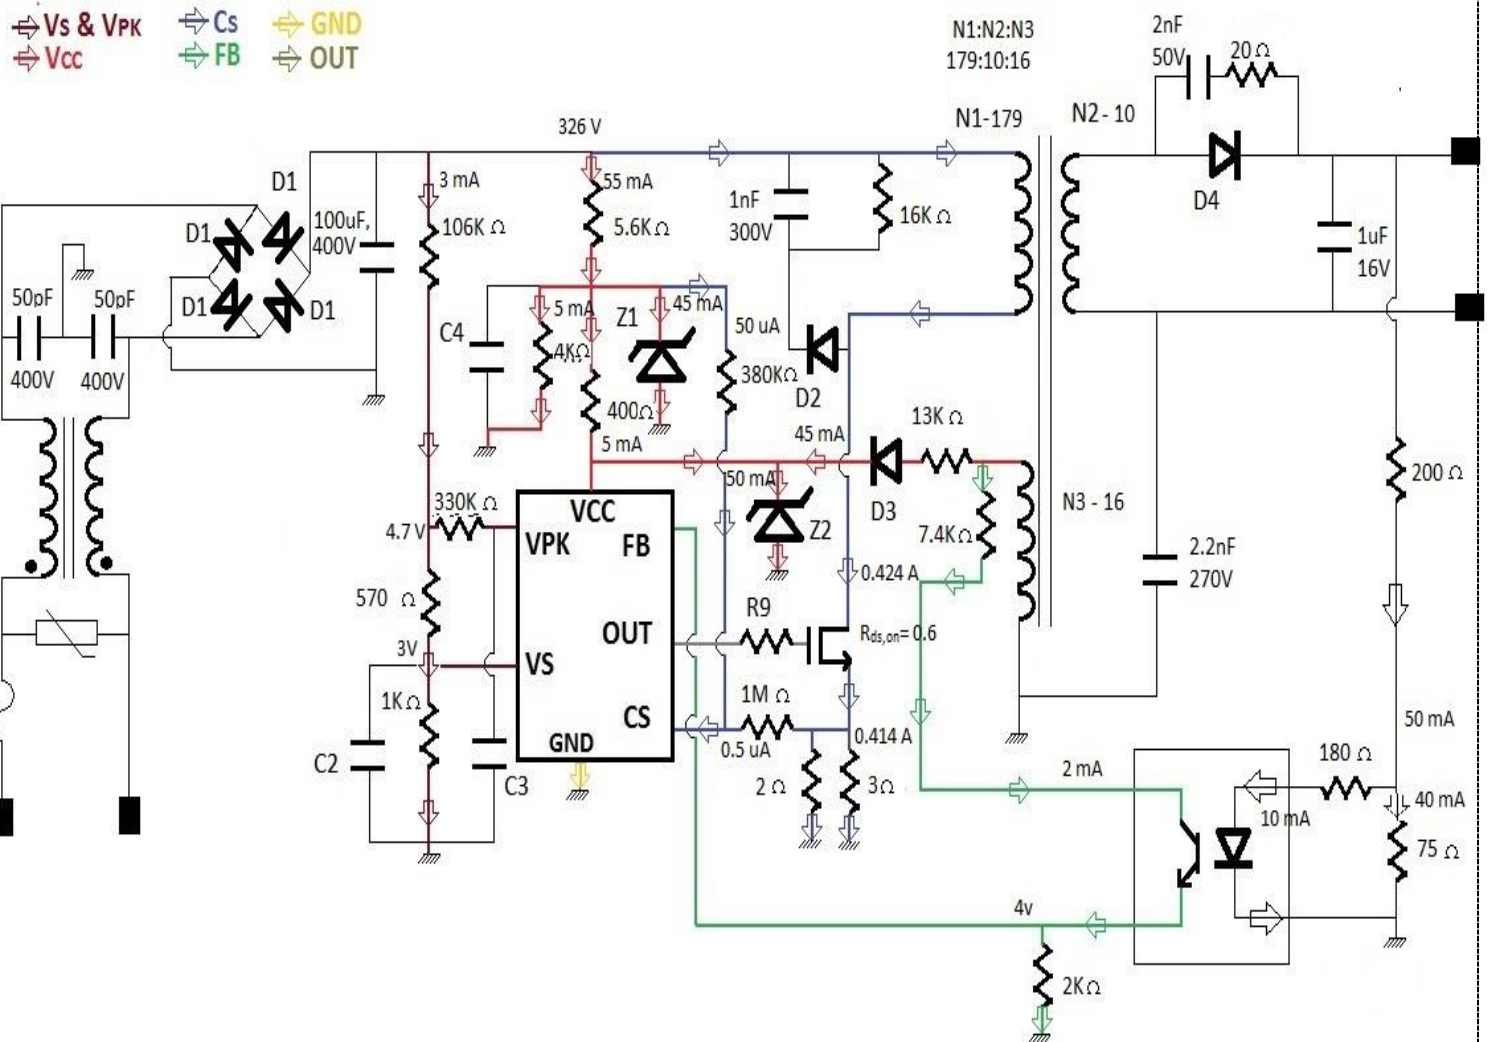 Vs & VPK
Cs
GND
Vcc
FB
OUT
N1:N2:N3
179:10:16
2nF
50V
20 Ω
N1-179
N2 - 10
326 V
D1
3 mA
55 mA
106K Ω
5.6K Ω
1nF
300V
16K Ω
D4
1uF
16V
D1
100uF,
400V
50pF
50pF
D1
D1
400V
400V
C4
5 mA
4KΩ
Z1
45 mA
50 uA
380KΩ
D2
400Ω
5 mA
45 mA
13K Ω
200 Ω
50 mA
Z2
D3
7.4KΩ
N3 - 16
330K Ω
4.7 V
VCC
VPK
FB
2.2nF
270V
570 Ω
0.424 A
R9
OUT
Rds,on= 0.6
3V
VS
1KΩ
1M Ω
CS
0.5 uA
0.414 A
GND
C2
C3
2 Ω
3Ω
2 mA
50 mA
180 Ω
40 mA
10 mA
75 Ω
4v
2KΩ